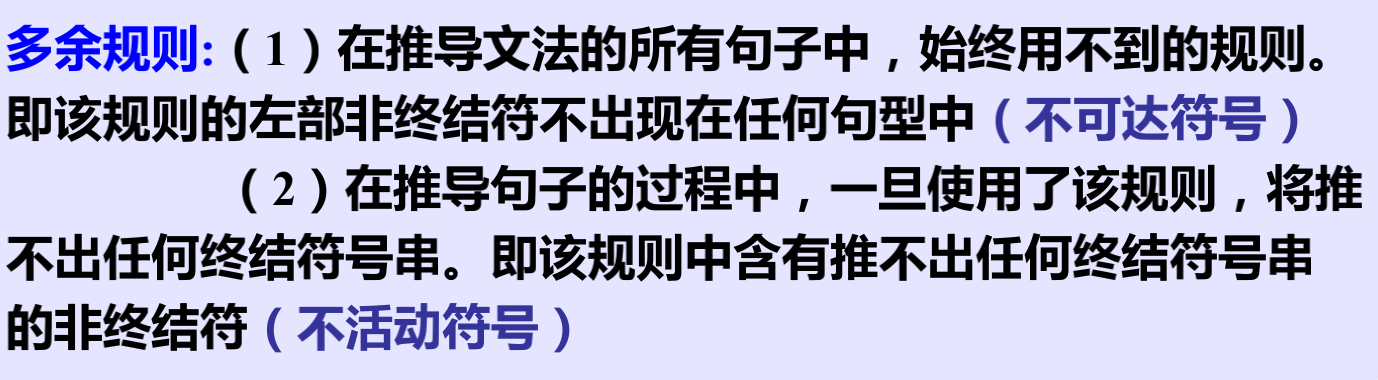 多余规则:（1）在推导文法的所有句子中，始终用不到的规则。
即该规则的左部非终结符不出现在任何句型中（不可达符号）
（2）在推导句子的过程中，一旦使用了该规则，将推
不出任何终结符号串。即该规则中含有推不出任何终结符号串
的非终结符（不活动符号）